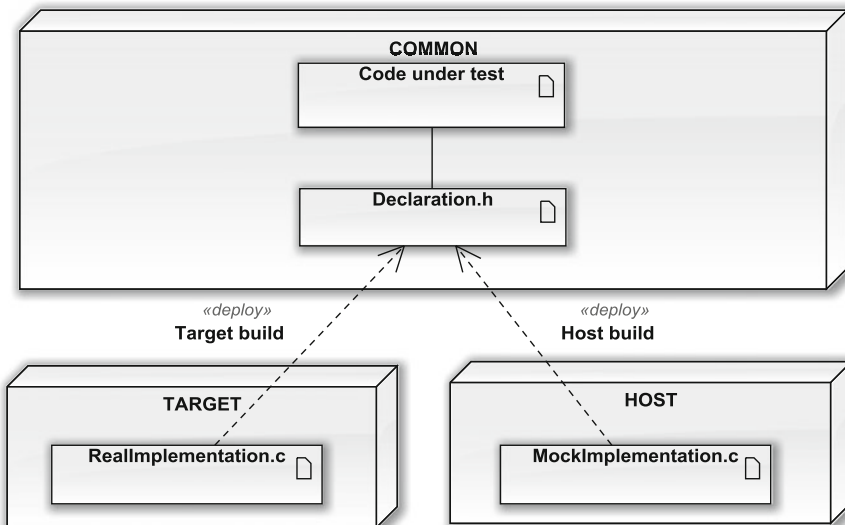 COMMON
Code under test
Declaration.h
«deploy»
Target build
«deploy»
Host build
TARGET
RealImplementation.c
HOST
MockImplementation.c